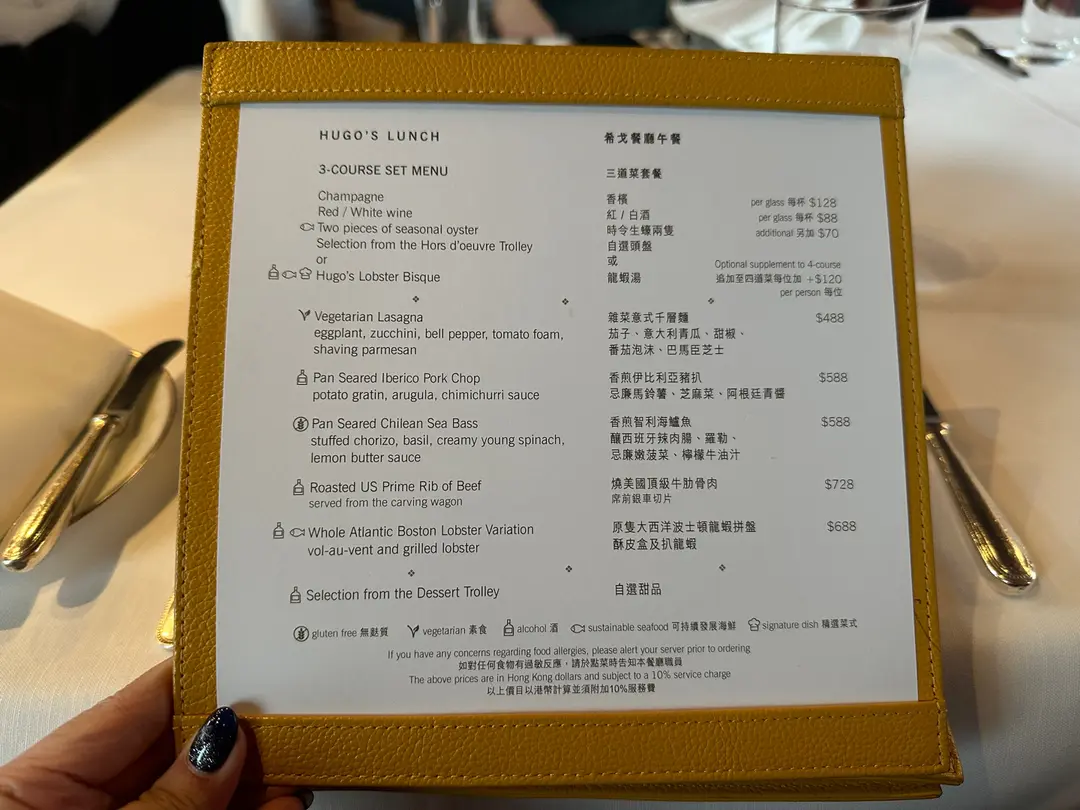 HUGO'S LUNCH 希戈餐廳午餐
3-COURSE SET MENU 三道菜套餐
Champagne 香檳 per glass 每杯 $128
Red / White wine 紅 / 白酒 per glass 每杯 $88
Two pieces of seasonal oyster 時令生蠔兩隻 additional 另加 $70
Selection from the Hors d'oeuvre Trolley 自選頭盤
or 或 Optional supplement to 4-course
Hugo's Lobster Bisque 龍蝦湯 追加至四道菜每位加 +$120
per person 每位
Vegetarian Lasagna 雜菜意式千層麵 $488
eggplant, zucchini, bell pepper, tomato foam, 茄子、意大利青瓜、甜椒、
shaving parmesan 番茄泡沫、巴馬臣芝士
Pan Seared Iberico Pork Chop 香煎伊比利亞豬扒 $588
potato gratin, arugula, chimichurri sauce 忌廉馬鈴薯、芝麻菜、阿根廷青醬
Pan Seared Chilean Sea Bass 香煎智利海鱸魚 $588
stuffed chorizo, basil, creamy young spinach, 釀西班牙辣肉腸、羅勒、
lemon butter sauce 忌廉嫩菠菜、檸檬牛油汁
Roasted US Prime Rib of Beef 燒美國頂級牛肋骨肉 $728
served from the carving wagon 席前銀車切片
Whole Atlantic Boston Lobster Variation 原隻大西洋波士頓龍蝦拼盤 $688
vol-au-vent and grilled lobster 酥皮盒及扒龍蝦
Selection from the Dessert Trolley 自選甜品
gluten free 無麩質 vegetarian 素食 alcohol 酒 sustainable seafood 可持續發展海鮮 signature dish 精選菜式
If you have any concerns regarding food allergies, please alert your server prior to ordering
如對任何食物有過敏反應，請於點菜時告知本餐廳職員
The above prices are in Hong Kong dollars and subject to a 10% service charge
以上價目以港幣計算並須附加10%服務費